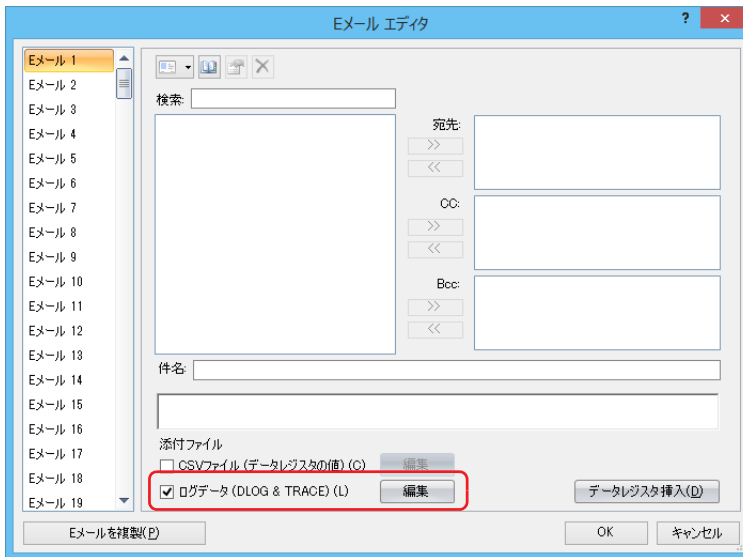 Eメール エディタ
?
×
Eメール 1
Eメール 2
Eメール 3
Eメール 4
Eメール 5
Eメール 6
Eメール 7
Eメール 8
Eメール 9
Eメール 10
Eメール 11
Eメール 12
Eメール 13
Eメール 14
Eメール 15
Eメール 16
Eメール 17
Eメール 18
Eメール 19
検索:
宛先:
>>
<<
CC:
>>
<<
Bcc:
>>
<<
件名:
添付ファイル
CSVファイル (データレジスタの値) (C) 編集
ログデータ (DLOG & TRACE) (L) 編集
データレジスタ挿入(D)
Eメールを複製(P)
OK
キャンセル